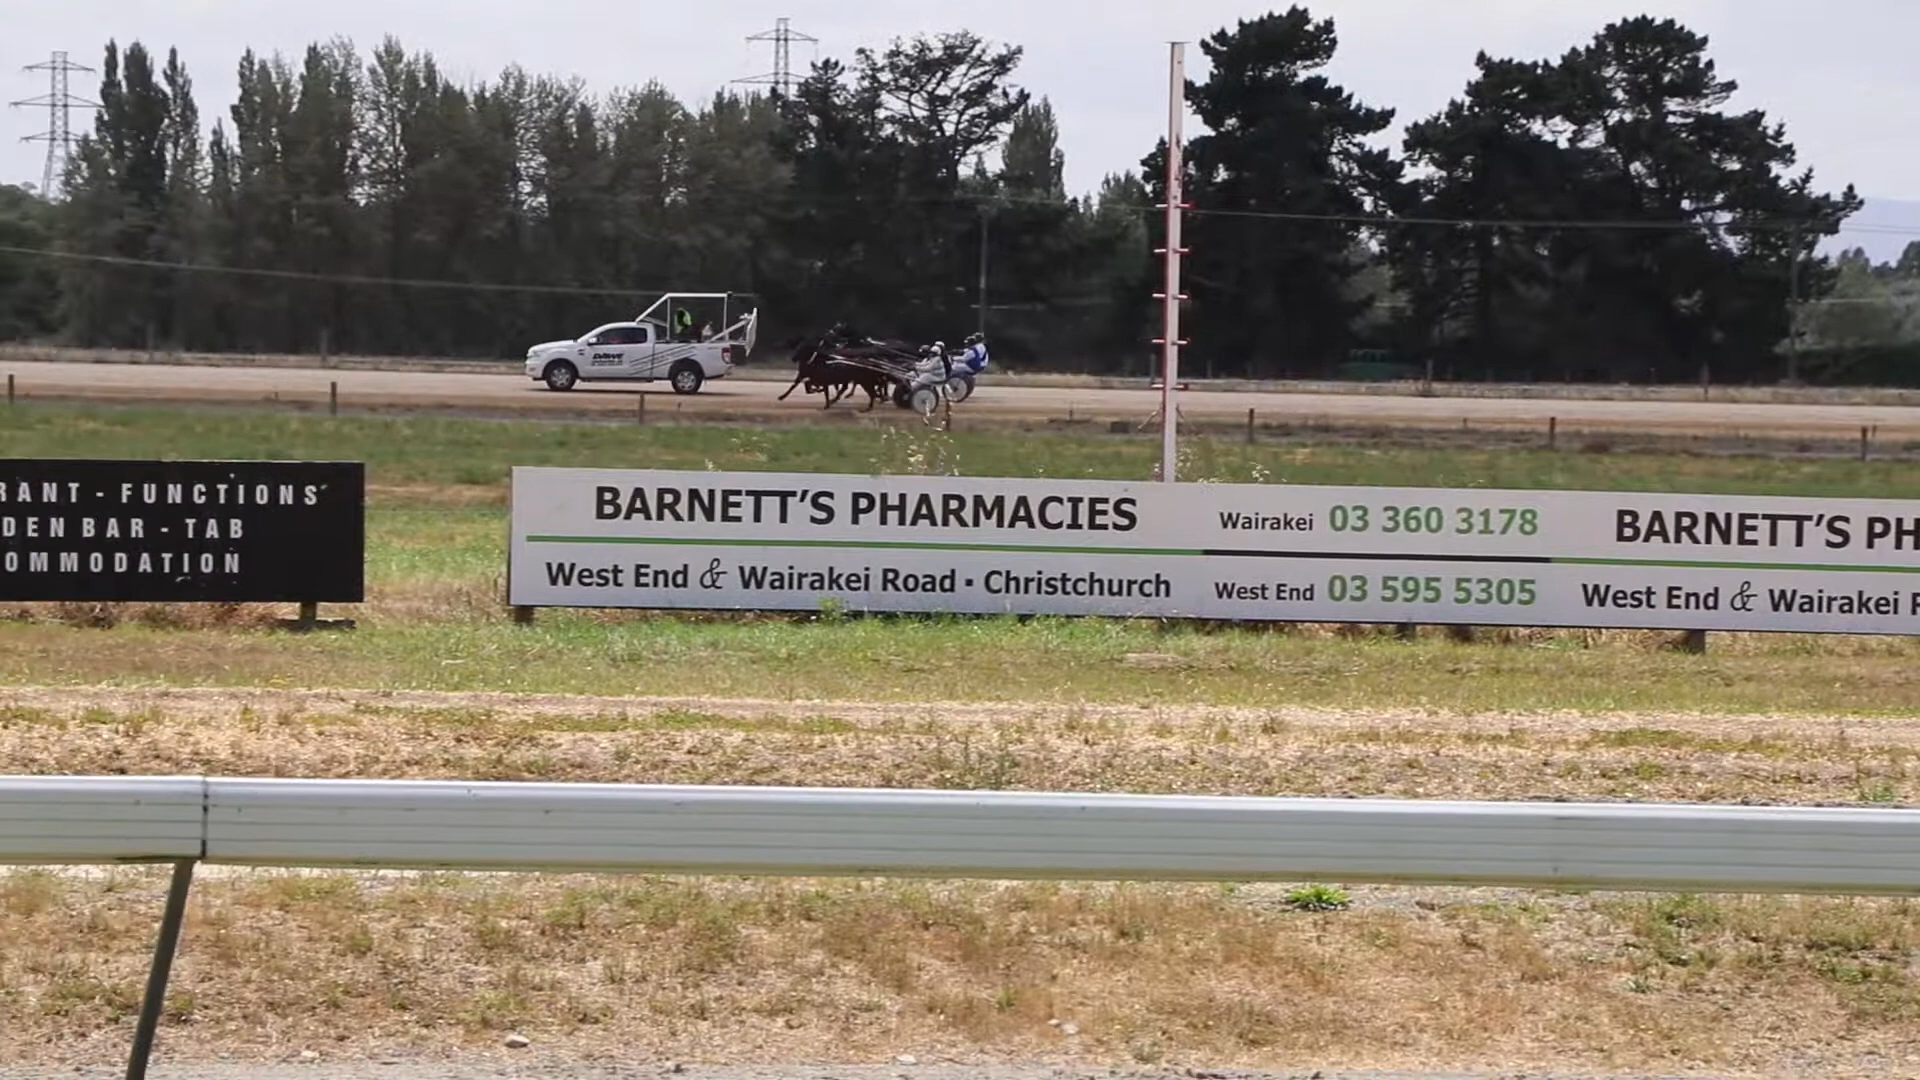 DAWE
RANT - FUNCTIONS
DEN BAR - TAB
OMMODATION
BARNETT'S PHARMACIES
West End & Wairakei Road ▪ Christchurch
Wairakei 03 360 3178
West End 03 595 5305
BARNETT'S PH
West End & Wairakei